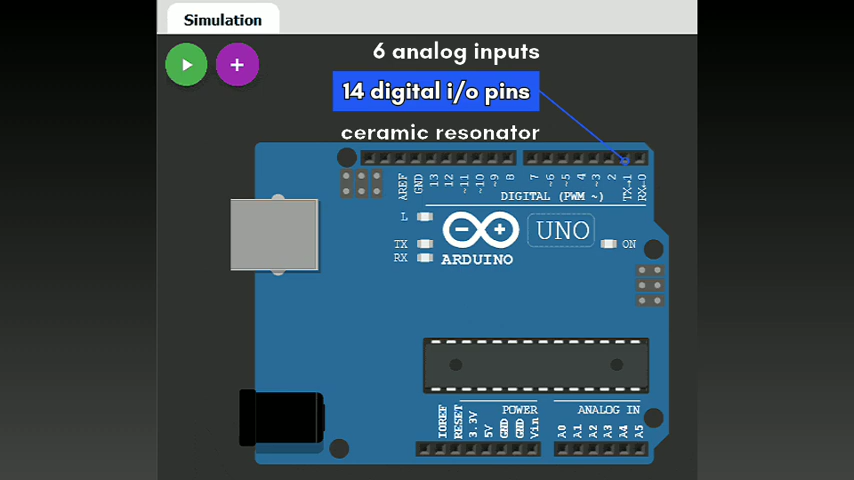 Simulation
6 analog inputs
14 digital i/o pins
ceramic resonator
AREF
GND
13
12
~11
~10
~9
8
7
~6
~5
4
~3
2
TX→1
RX←0
DIGITAL (PWM ~)
L
TX
RX
UNO
ON
ARDUINO
IOREF
RESET
3.3V
5V
GND
GND
Vin
POWER
ANALOG IN
A0
A1
A2
A3
A4
A5